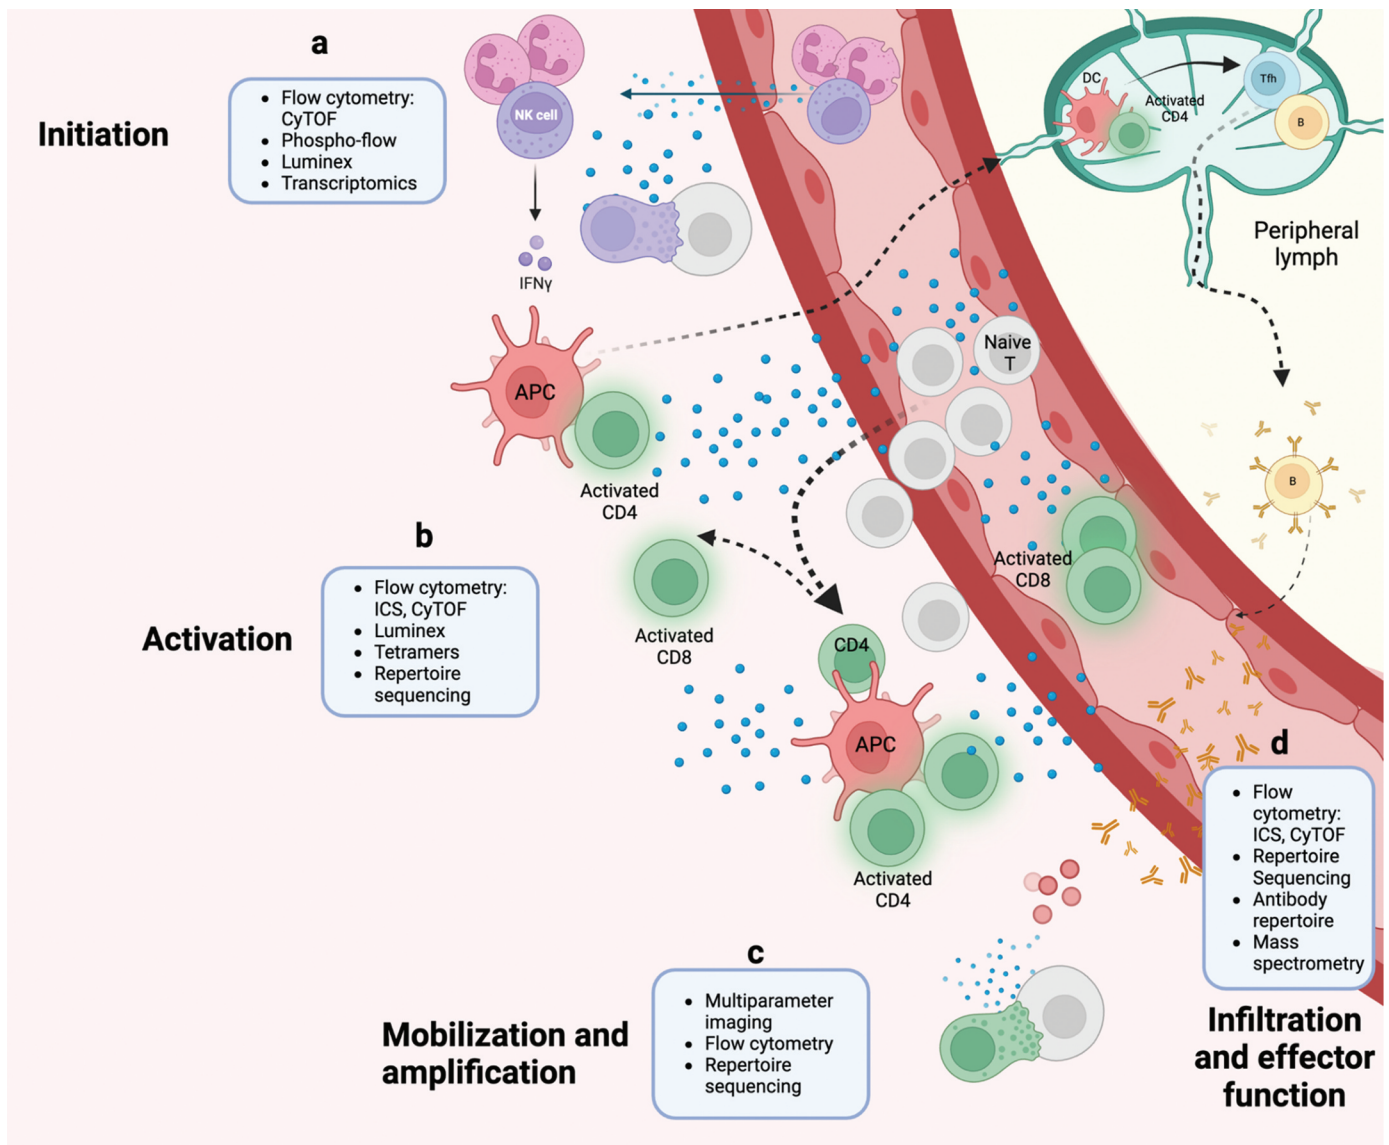 a
Initiation
• Flow cytometry:
CyTOF
• Phospho-flow
• Luminex
• Transcriptomics
NK cell
IFNγ
APC
Activated
CD4
DC
Activated
CD4
Tfh
B
Peripheral
lymph
Naive
T
B
b
Activation
• Flow cytometry:
ICS, CyTOF
• Luminex
• Tetramers
• Repertoire
sequencing
Activated
CD8
Activated
CD8
CD4
APC
Activated
CD4
c
Mobilization and
amplification
• Multiparameter
imaging
• Flow cytometry
• Repertoire
sequencing
d
• Flow
cytometry:
ICS, CyTOF
• Repertoire
Sequencing
• Antibody
repertoire
• Mass
spectrometry
Infiltration
and effector
function